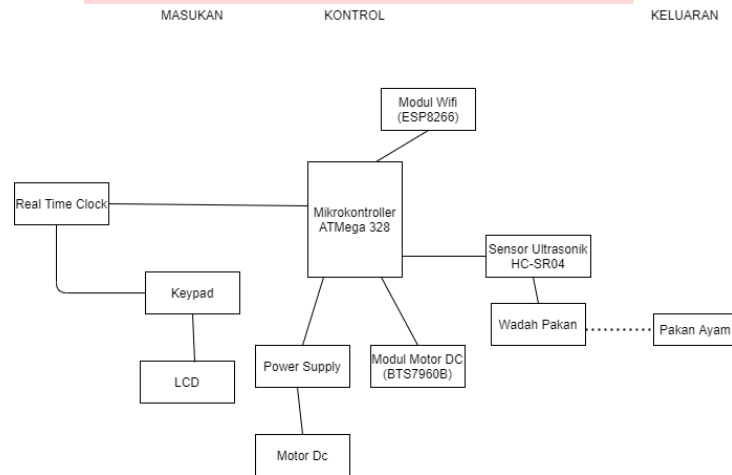 MASUKAN
KONTROL
KELUARAN
Modul Wifi
(ESP8266)
Mikrokontroller
ATMega 328
Real Time Clock
Sensor Ultrasonik
HC-SR04
Keypad
Wadah Pakan
Pakan Ayam
Power Supply
Modul Motor DC
(BTS7960B)
LCD
Motor Dc